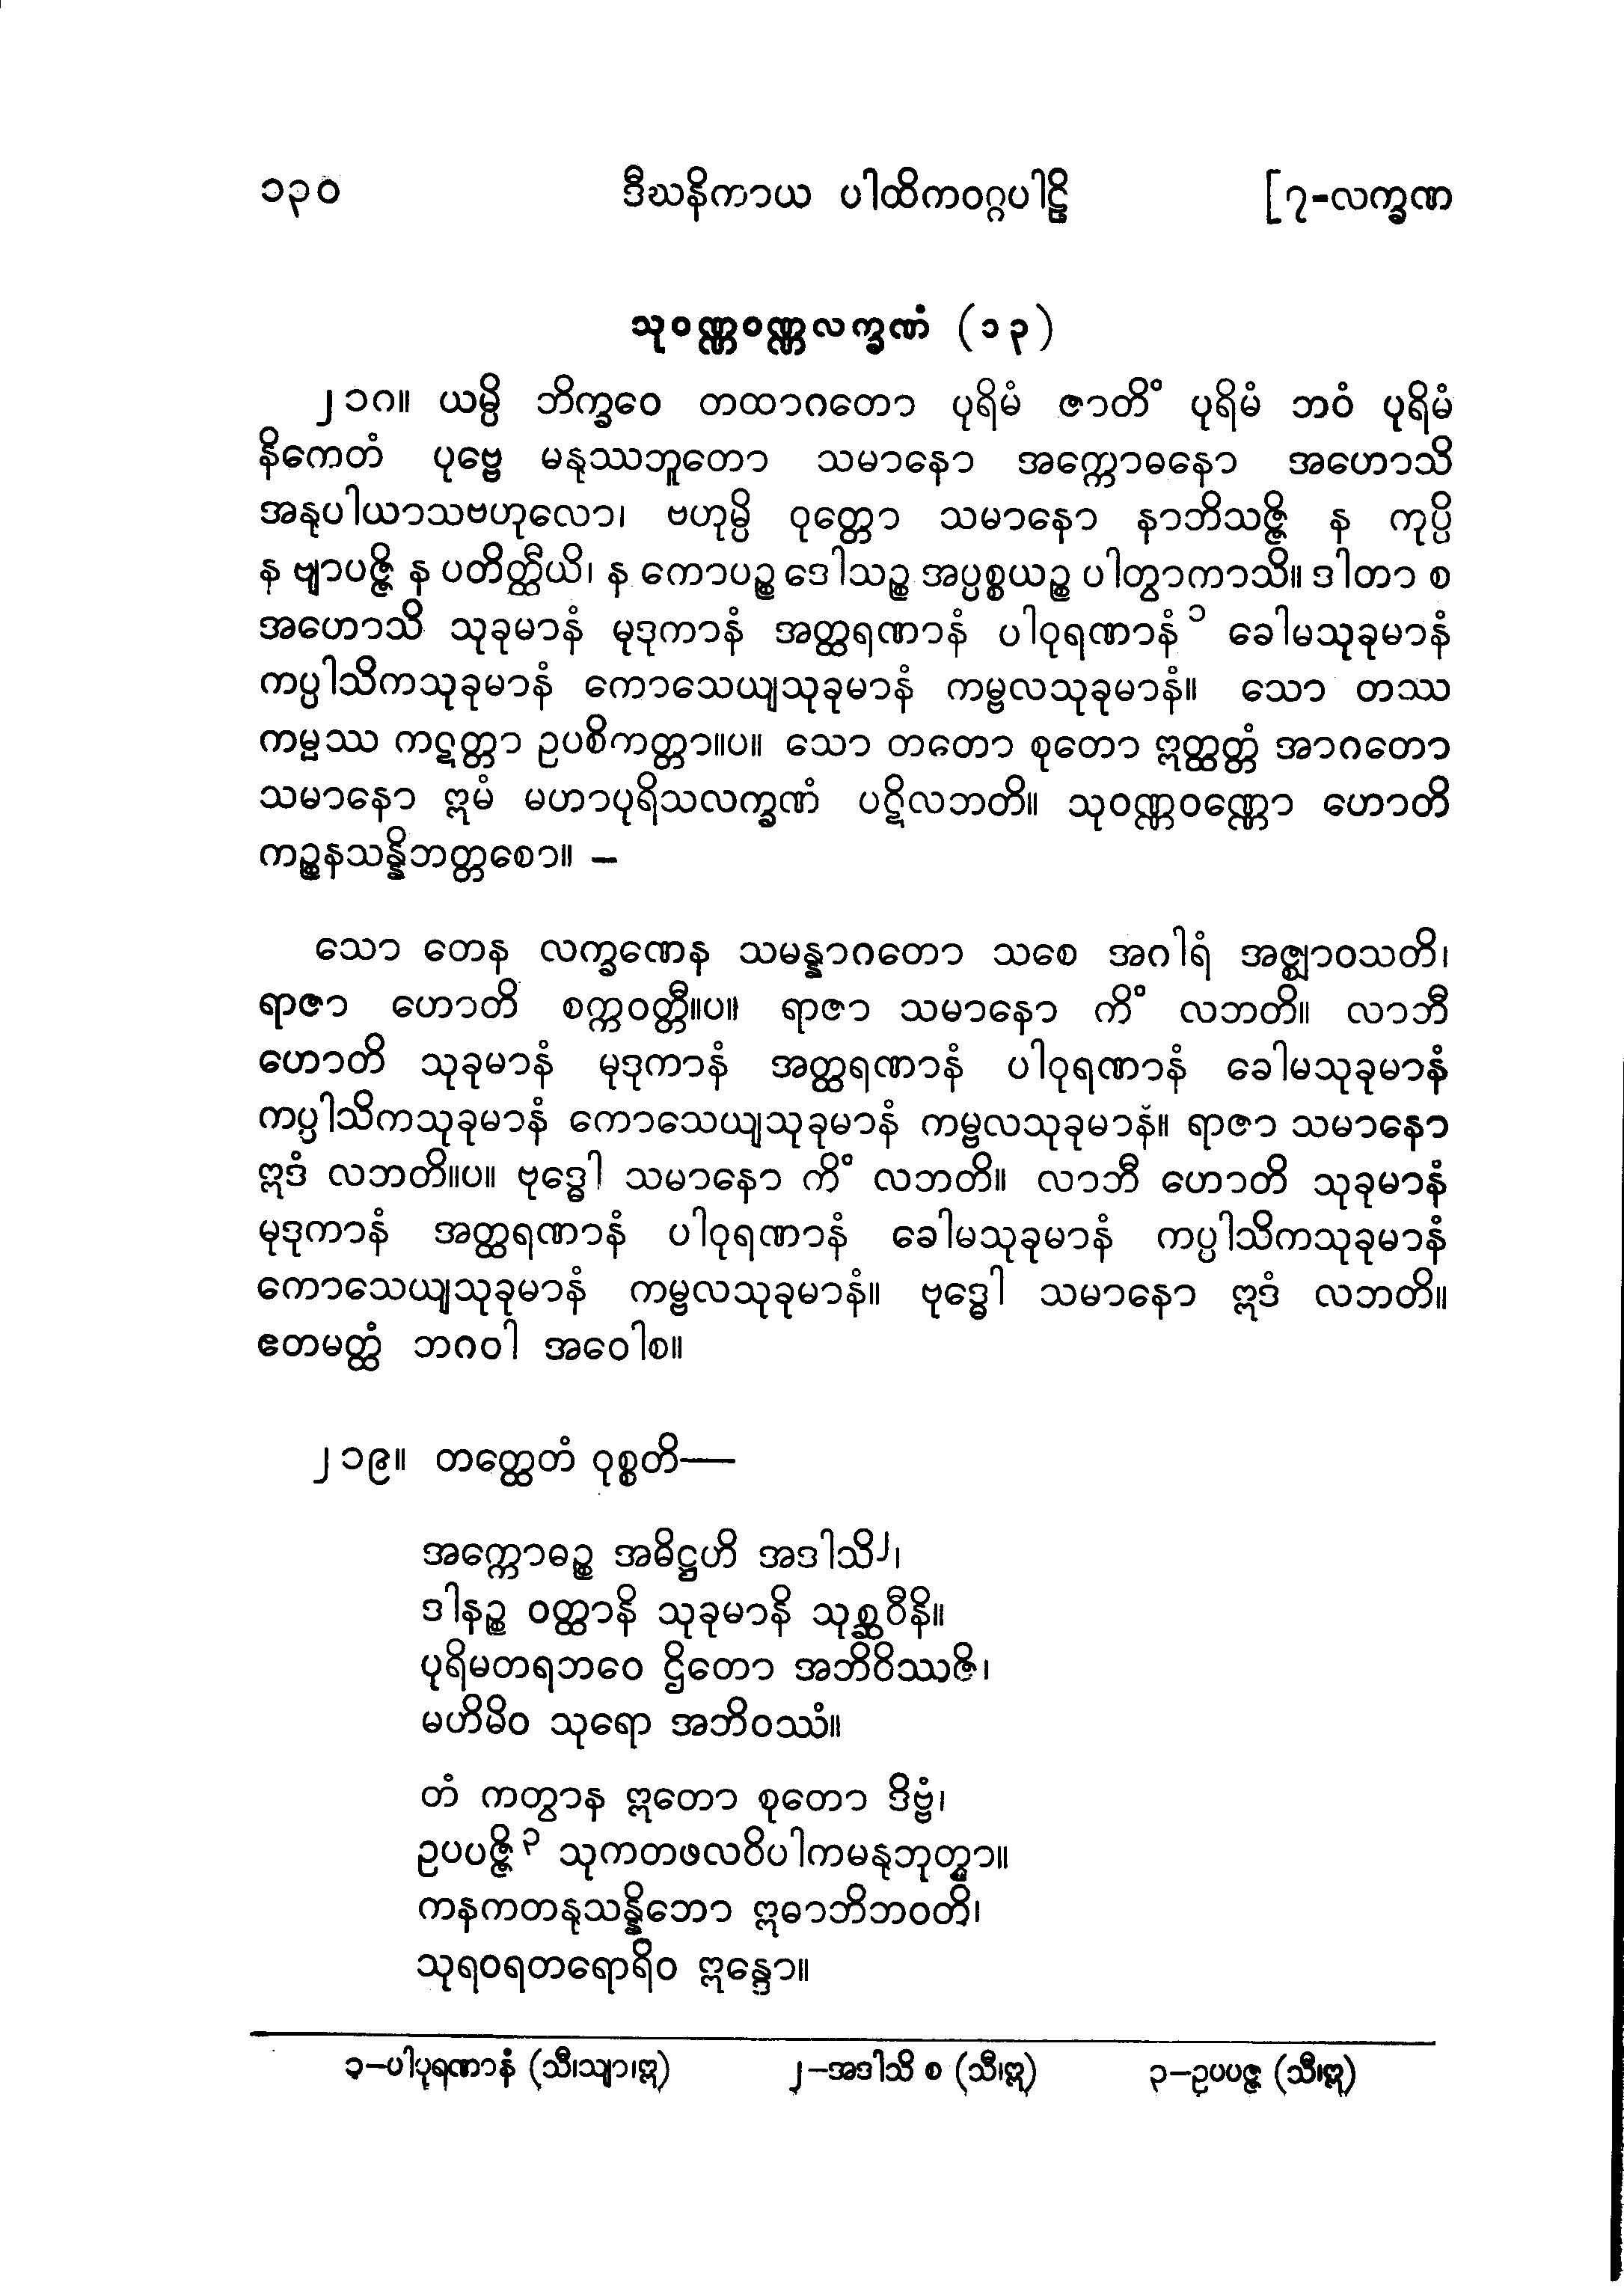 ၁၃၀ ဒီဃနိကာယ ပါထိကဝဂ္ဂပါဠိ [၇-လက္ခဏ
သုဝဏ္ဏဝဏ္ဏလက္ခဏံ (၁၃)
၂၁၈။ ယမ္ပိ ဘိက္ခဝေ တထာဂတော ပုရိမံ ဇာတိံ ပုရိမံ ဘဝံ ပုရိမံ
နိကေတံ ပုဗ္ဗေ မနုဿဘူတော သမာနော အက္ကောဓနော အဟောသိ
အနုပါယာသဗဟုလော၊ ဗဟုမ္ပိ ဝုတ္တော သမာနော နာဘိသဇ္ဇိ န ကုပ္ပိ
န ဗျာပဇ္ဇိ န ပတိတ္ထီယိ၊ န ကောပဉ္စ ဒေါသဉ္စ အပ္ပစ္စယဉ္စ ပါတွာကာသိ။ ဒါတာ စ
အဟောသိ သုခုမာနံ မုဒုကာနံ အတ္ထရဏာနံ ပါဝုရဏာနံ ၁ ခေါမသုခုမာနံ
ကပ္ပါသိကသုခုမာနံ ကောသေယျသုခုမာနံ ကမ္ဗလသုခုမာနံ။ သော တဿ
ကမ္မဿ ကဋတ္တာ ဥပစိကတ္တာ။ပ။ သော တတော စုတော ဣတ္ထတ္တံ အာဂတော
သမာနော ဣမံ မဟာပုရိသလက္ခဏံ ပဋိလဘတိ။ သုဝဏ္ဏဝဏ္ဏော ဟောတိ
ကဉ္စနသန္နိဘတ္တစော။ –
သော တေန လက္ခဏေန သမန္နာဂတော သစေ အဂါရံ အဇ္ဈာဝသတိ၊
ရာဇာ ဟောတိ စက္ကဝတ္တီ။ပ။ ရာဇာ သမာနော ကိံ လဘတိ။ လာဘီ
ဟောတိ သုခုမာနံ မုဒုကာနံ အတ္ထရဏာနံ ပါဝုရဏာနံ ခေါမသုခုမာနံ
ကပ္ပါသိကသုခုမာနံ ကောသေယျသုခုမာနံ ကမ္ဗလသုခုမာနံ။ ရာဇာ သမာနော
ဣဒံ လဘတိ။ပ။ ဗုဒ္ဓေါ သမာနော ကိံ လဘတိ။ လာဘီ ဟောတိ သုခုမာနံ
မုဒုကာနံ အတ္ထရဏာနံ ပါဝုရဏာနံ ခေါမသုခုမာနံ ကပ္ပါသိကသုခုမာနံ
ကောသေယျသုခုမာနံ ကမ္ဗလသုခုမာနံ။ ဗုဒ္ဓေါ သမာနော ဣဒံ လဘတိ။
ဧတမတ္ထံ ဘဂဝါ အဝေါစ။
၂၁၉။ တတ္ထေတံ ဝုစ္စတိ—
အက္ကောဓဉ္စ အဓိဋ္ဌဟိ အဒါသိ ၂၊
ဒါနဉ္စ ဝတ္ထာနိ သုခုမာနိ သုစ္ဆဝီနိ။
ပုရိမတရဘဝေ ဌိတော အဘိဝိဿဇိ၊
မဟိမိဝ သုရော အဘိဝဿံ။
တံ ကတွာန ဣတော စုတော ဒိဗ္ဗံ၊
ဥပပဇ္ဇိ ၃ သုကတဖလဝိပါကမနုဘုတွာ။
ကနကတနုသန္နိဘော ဣဓာဘိဘဝတိ၊
သုရဝရတရောရိဝ ဣန္ဒော။
၁–ပါပုရဏာနံ (သီ၊သျာ၊ဣ) ၂–အဒါသိ စ (သီ၊ဣ) ၃–ဥပပဇ္ဇ (သီ၊ဣ)